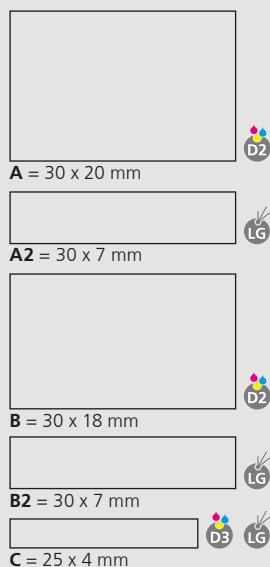 D2
A = 30 x 20 mm
LG
A2 = 30 x 7 mm
D2
B = 30 x 18 mm
LG
B2 = 30 x 7 mm
D3 LG
C = 25 x 4 mm